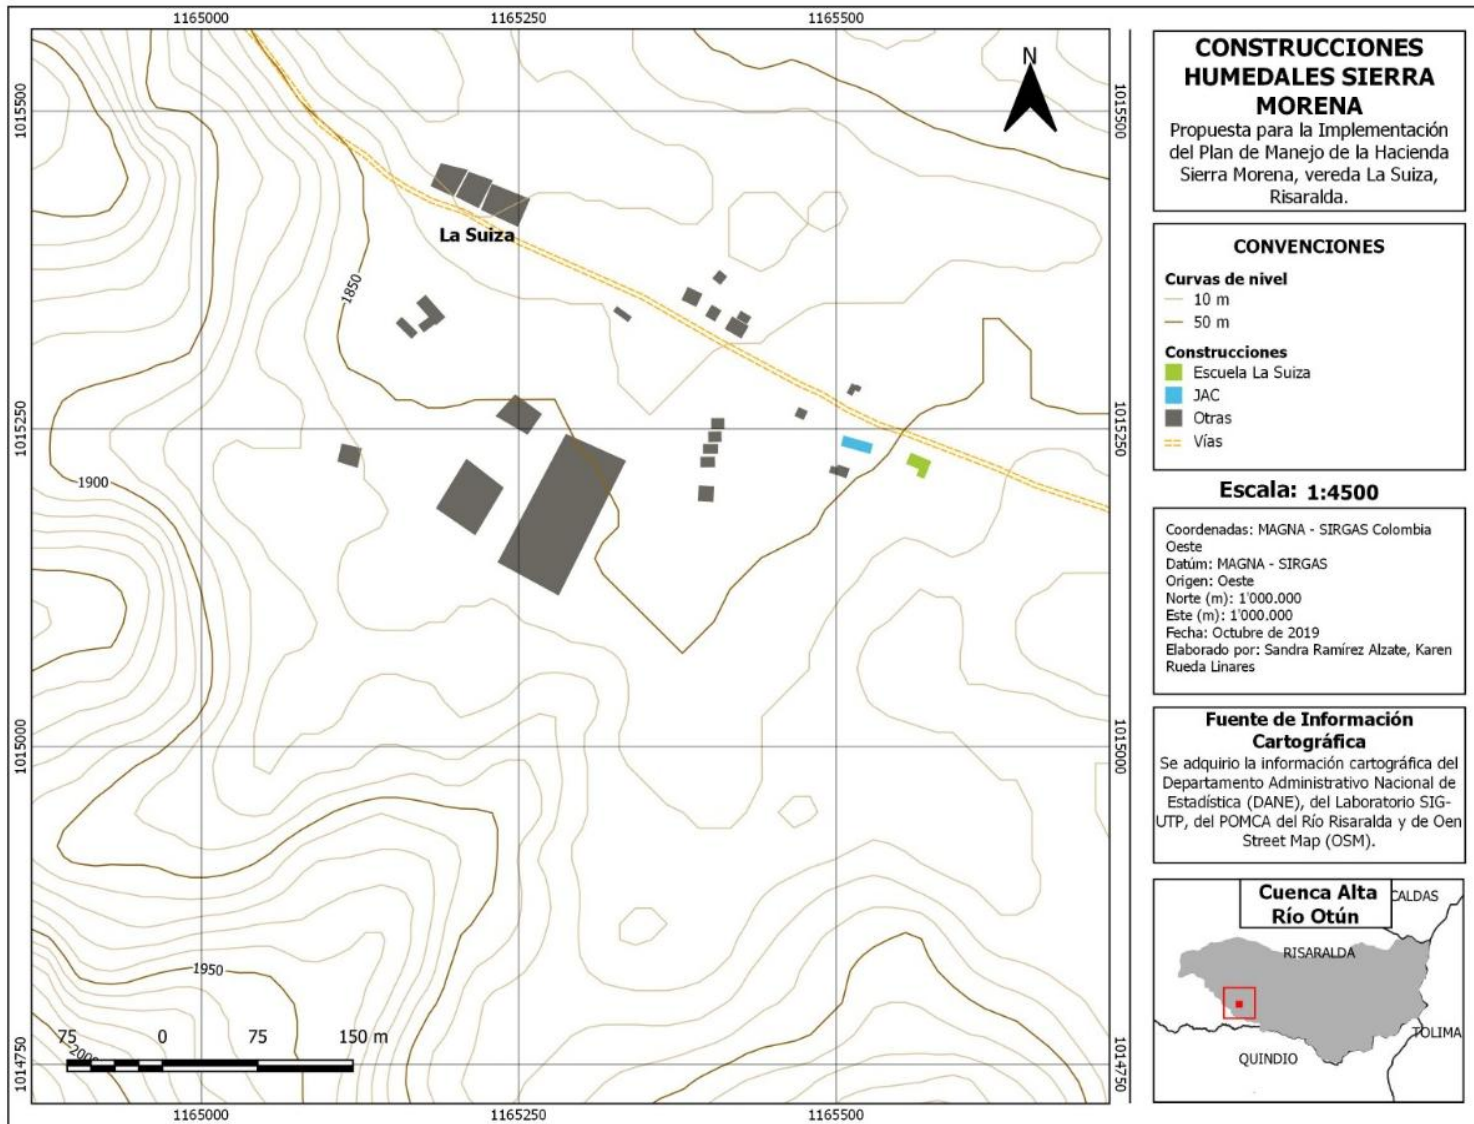 1165000 1165250 1165500
1015500
1015250
1015000
1014750
N
La Suiza
1850
1900
1950
2000
75 0 75 150 m
1015500
1015250
1015000
1014750
1165000 1165250 1165500
CONSTRUCCIONES
HUMEDALES SIERRA
MORENA
Propuesta para la Implementación
del Plan de Manejo de la Hacienda
Sierra Morena, vereda La Suiza,
Risaralda.
CONVENCIONES
Curvas de nivel
10 m
50 m
Construcciones
Escuela La Suiza
JAC
Otras
Vías
Escala: 1:4500
Coordenadas: MAGNA - SIRGAS Colombia
Oeste
Datúm: MAGNA - SIRGAS
Origen: Oeste
Norte (m): 1'000.000
Este (m): 1'000.000
Fecha: Octubre de 2019
Elaborado por: Sandra Ramírez Alzate, Karen
Rueda Linares
Fuente de Información
Cartográfica
Se adquirio la información cartográfica del
Departamento Administrativo Nacional de
Estadística (DANE), del Laboratorio SIG-
UTP, del POMCA del Río Risaralda y de Oen
Street Map (OSM).
Cuenca Alta
Río Otún
CALDAS
RISARALDA
TOLIMA
QUINDIO